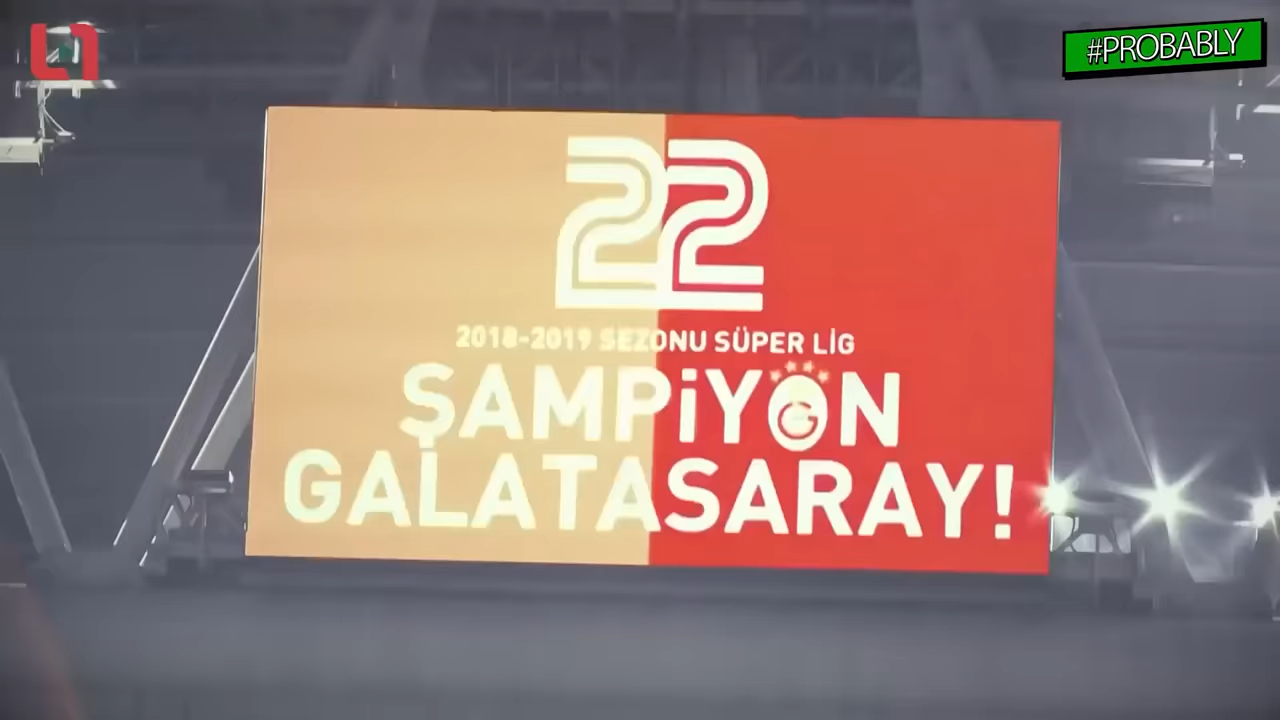 #PROBABLY
22
2018-2019 SEZONU SÜPER LİG
ŞAMPİYON
GALATASARAY!